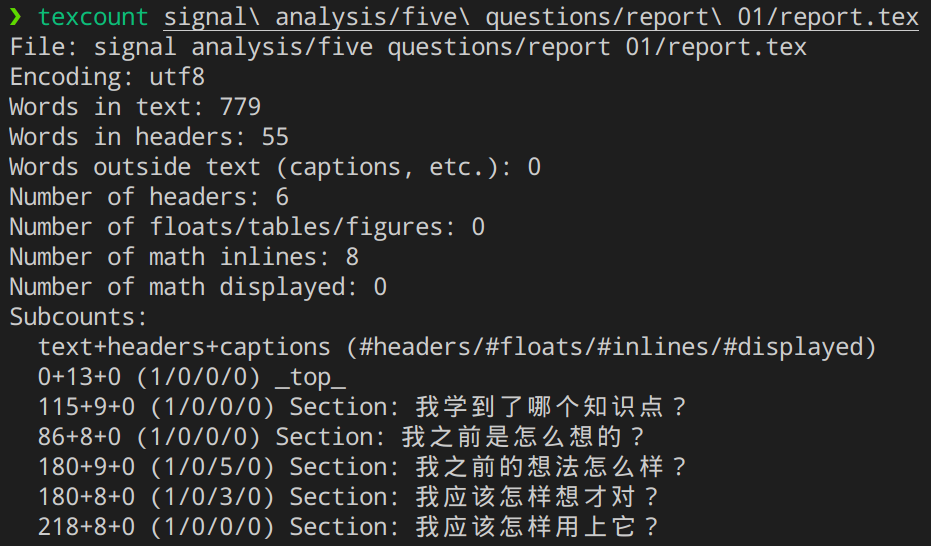 ❯ texcount signal\ analysis/five\ questions/report\ 01/report.tex
File: signal analysis/five questions/report 01/report.tex
Encoding: utf8
Words in text: 779
Words in headers: 55
Words outside text (captions, etc.): 0
Number of headers: 6
Number of floats/tables/figures: 0
Number of math inlines: 8
Number of math displayed: 0
Subcounts:
  text+headers+captions (#headers/#floats/#inlines/#displayed)
  0+13+0 (1/0/0/0) _top_
  115+9+0 (1/0/0/0) Section: 我学到了哪个知识点？
  86+8+0 (1/0/0/0) Section: 我之前是怎么想的？
  180+9+0 (1/0/5/0) Section: 我之前的想法怎么样？
  180+8+0 (1/0/3/0) Section: 我应该怎样想才对？
  218+8+0 (1/0/0/0) Section: 我应该怎样用上它？